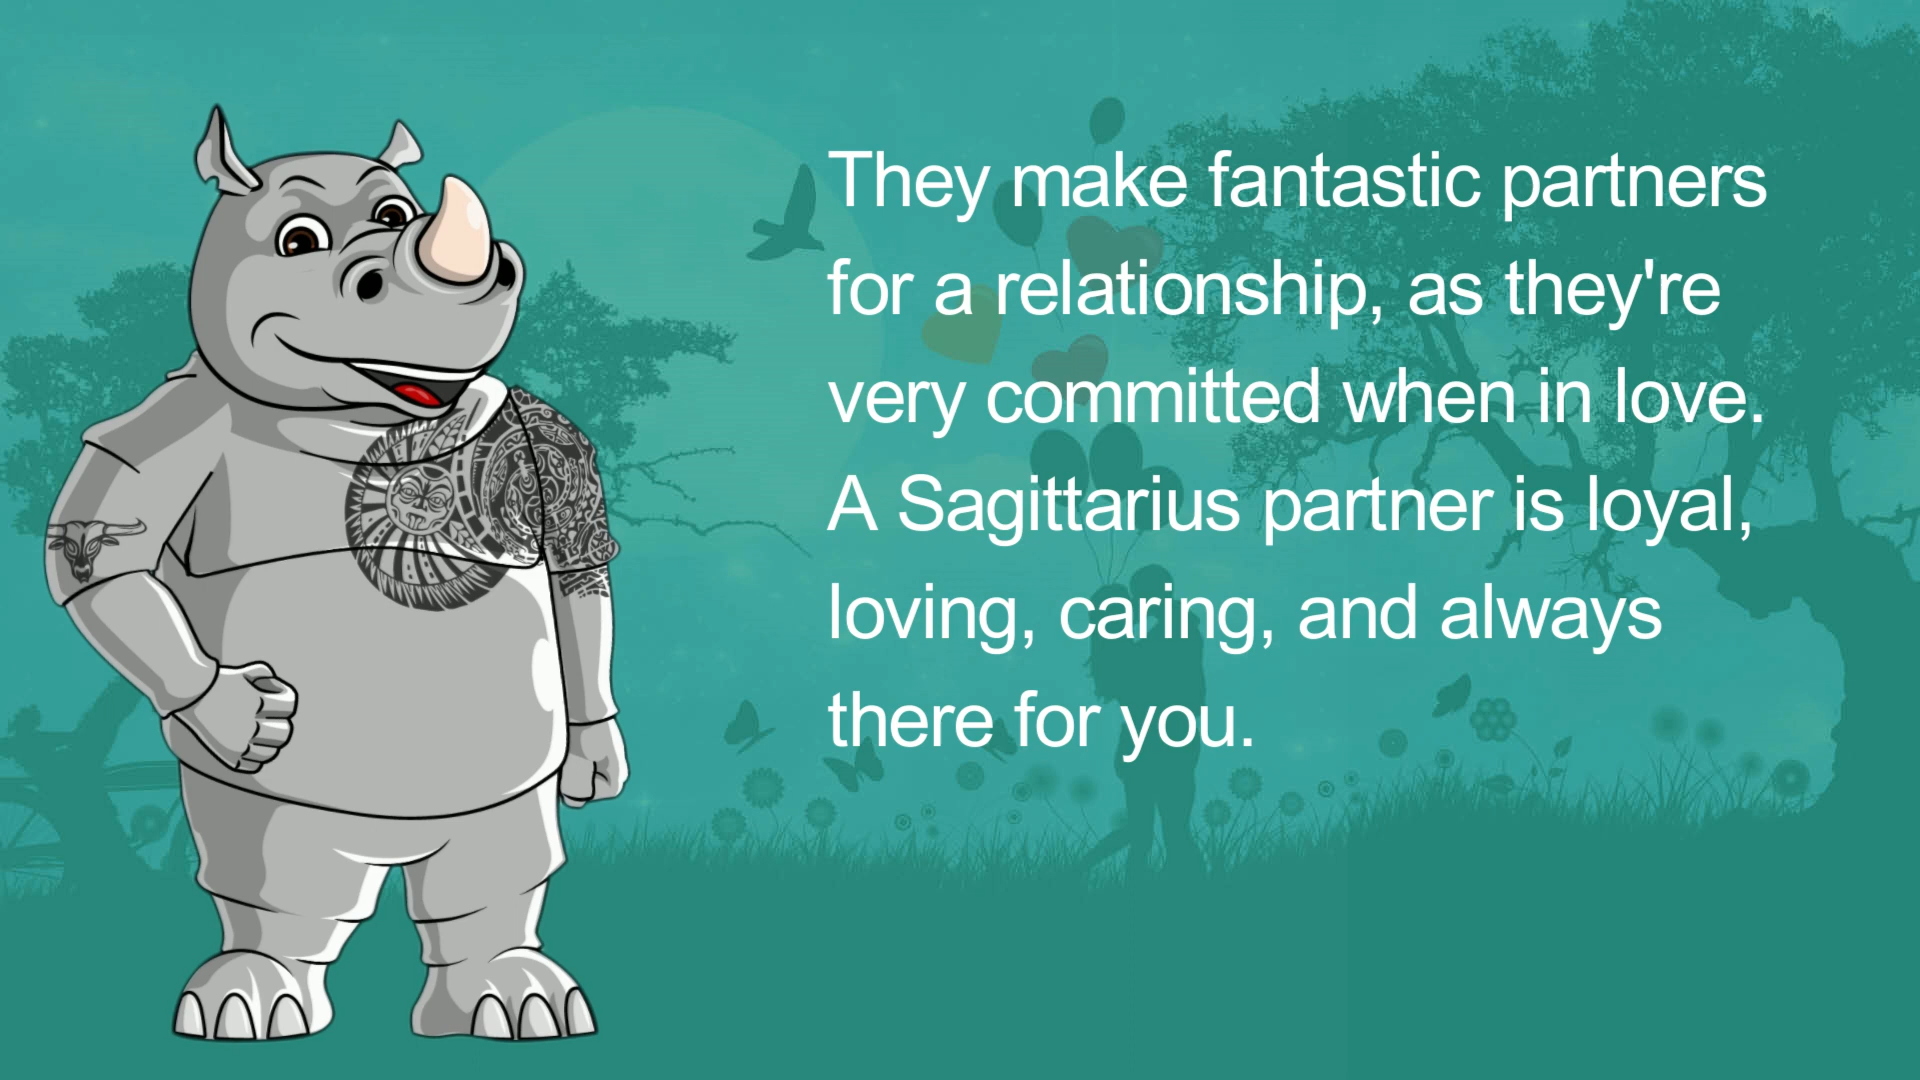 They make fantastic partners
for a relationship, as they're
very committed when in love.
A Sagittarius partner is loyal,
loving, caring, and always
there for you.